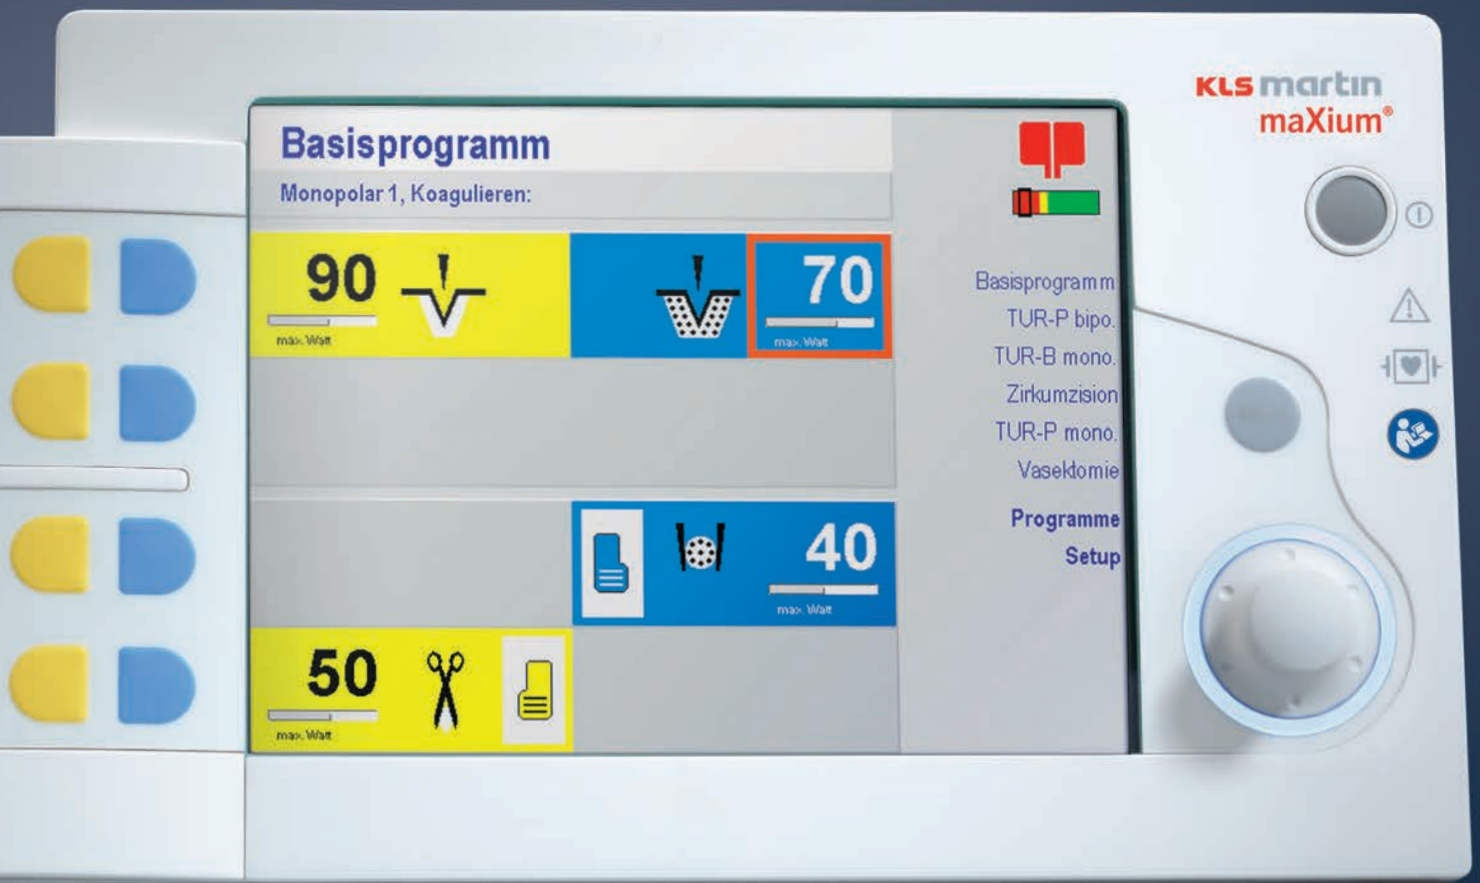 KLS martin
maXium®
Basisprogramm
Monopolar 1, Koagulieren:
90
max. Watt
70
max. Watt
40
max. Watt
50
max. Watt
Basisprogramm
TUR-P bipo.
TUR-B mono.
Zirkumzision
TUR-P mono.
Vasektomie
Programme
Setup